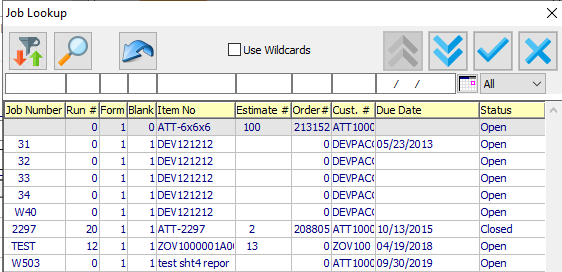 Job Lookup
Use Wildcards
/ / All
Job Number Run # Form Blank Item No Estimate # Order# Cust. # Due Date Status
0 1 0 ATT-6x6x6 100 213152 ATT1000 Open
31 0 1 1 DEV121212 0 DEVPAC 05/23/2013 Open
32 0 1 1 DEV121212 0 DEVPAC Open
33 0 1 1 DEV121212 0 DEVPAC Open
34 0 1 1 DEV121212 0 DEVPAC Open
W40 0 1 1 DEV121212 0 DEVPAC Open
2297 20 1 1 ATT-2297 2 208805 ATT1000 10/13/2015 Closed
TEST 12 1 1 ZOV1000001A00 13 0 ZOV100 04/19/2018 Open
W503 0 1 1 test sht4 repor 0 ATT100 09/30/2019 Open